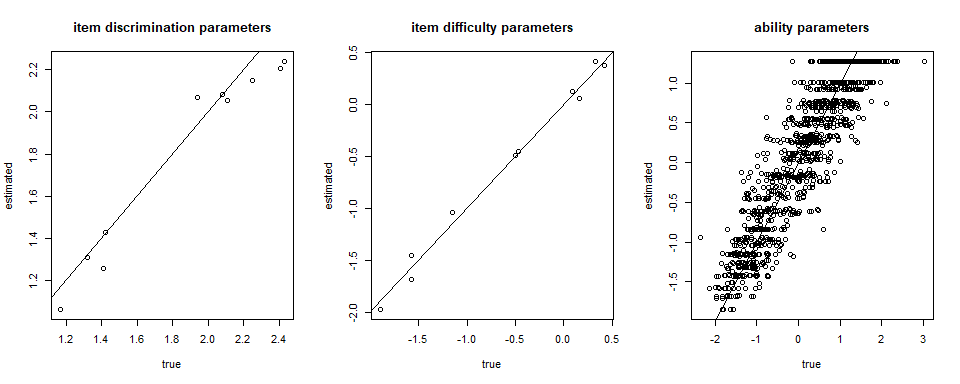 item discrimination parameters
estimated
1.2 1.4 1.6 1.8 2.0 2.2
1.2 1.4 1.6 1.8 2.0 2.2 2.4
true
item difficulty parameters
estimated
-2.0 -1.5 -1.0 -0.5 0.0 0.5
-1.5 -1.0 -0.5 0.0 0.5
true
ability parameters
estimated
-1.5 -1.0 -0.5 0.0 0.5 1.0
-2 -1 0 1 2 3
true